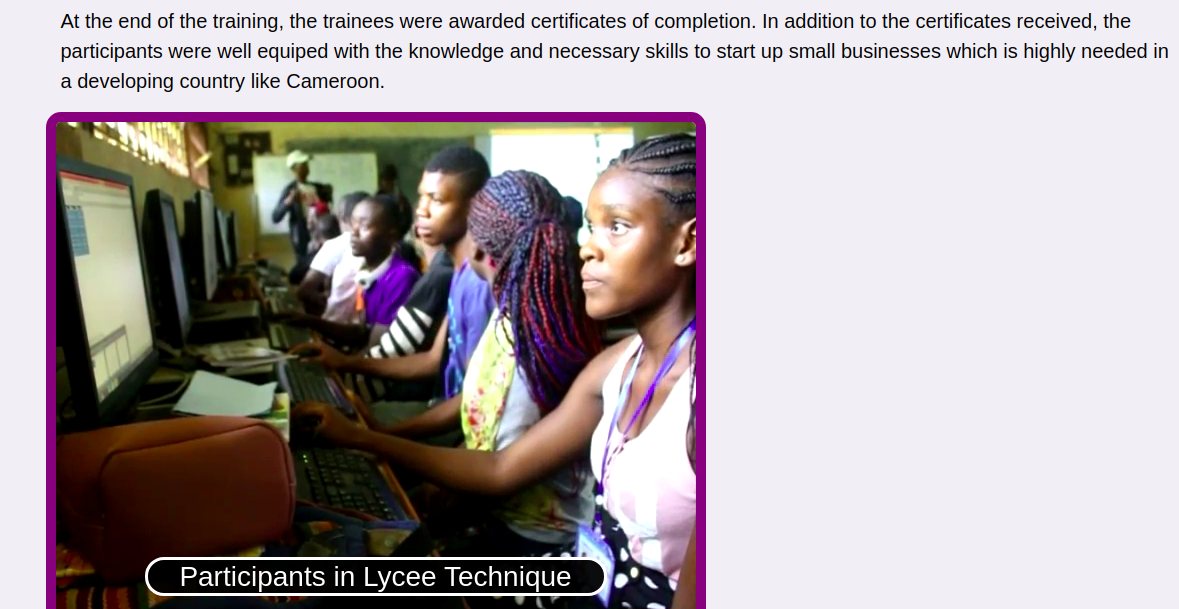 At the end of the training, the trainees were awarded certificates of completion. In addition to the certificates received, the
participants were well equiped with the knowledge and necessary skills to start up small businesses which is highly needed in
a developing country like Cameroon.
Participants in Lycee Technique